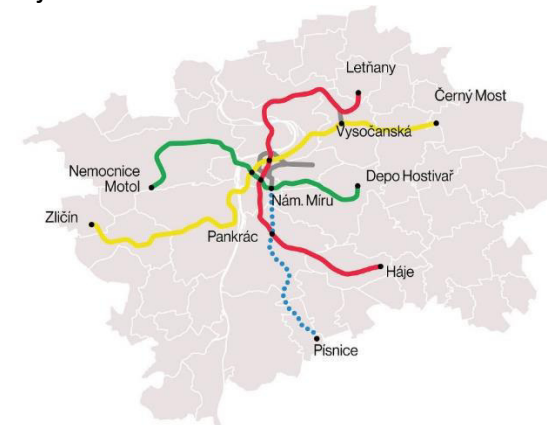 Letňany
Černý Most
Vysočanská
Nemocnice
Motol
Depo Hostivař
Nám. Míru
Zličín
Pankrác
Háje
Písnice